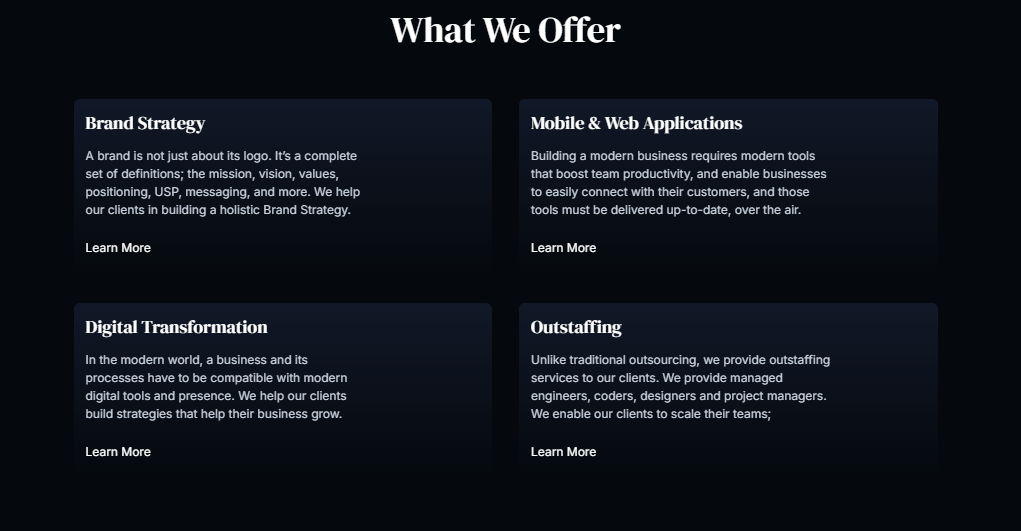 What We Offer
Brand Strategy
A brand is not just about its logo. It's a complete
set of definitions; the mission, vision, values,
positioning, USP, messaging, and more. We help
our clients in building a holistic Brand Strategy.
Learn More
Mobile & Web Applications
Building a modern business requires modern tools
that boost team productivity, and enable businesses
to easily connect with their customers, and those
tools must be delivered up-to-date, over the air.
Learn More
Digital Transformation
In the modern world, a business and its
processes have to be compatible with modern
digital tools and presence. We help our clients
build strategies that help their business grow.
Learn More
Outstaffing
Unlike traditional outsourcing, we provide outstaffing
services to our clients. We provide managed
engineers, coders, designers and project managers.
We enable our clients to scale their teams;
Learn More